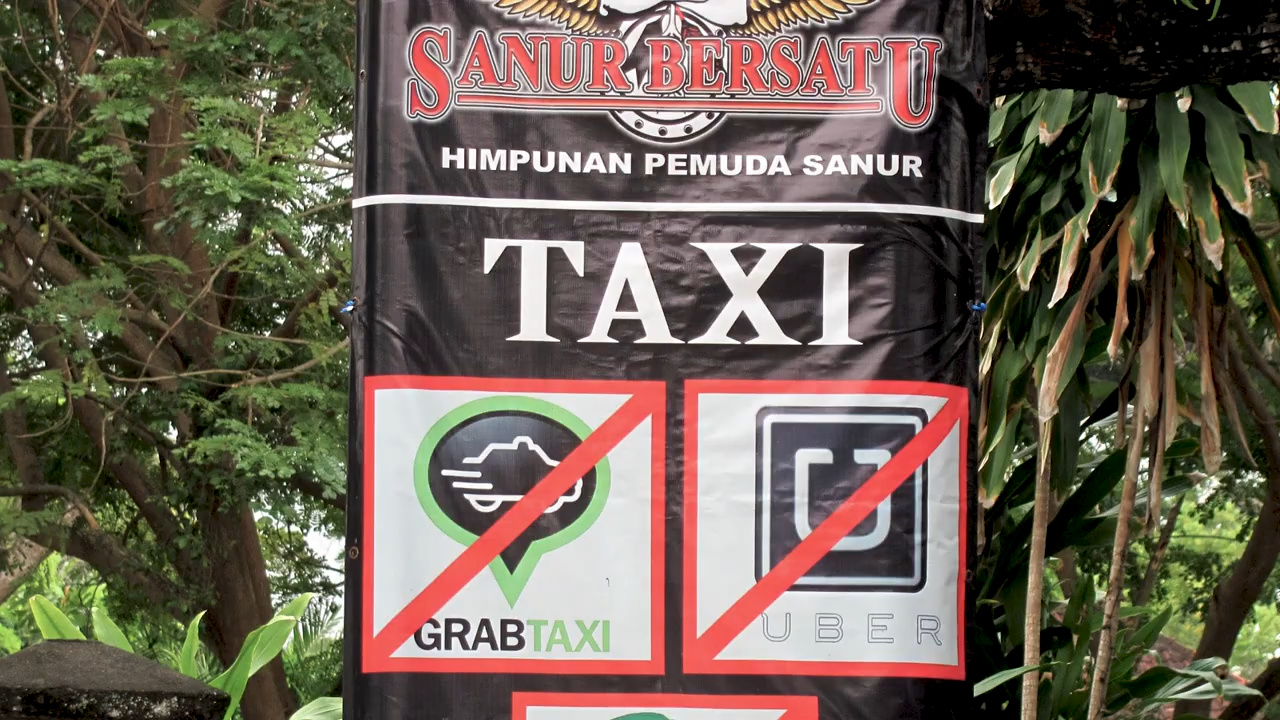 SANUR BERSATU
HIMPUNAN PEMUDA SANUR
TAXI
GRABTAXI
UBER